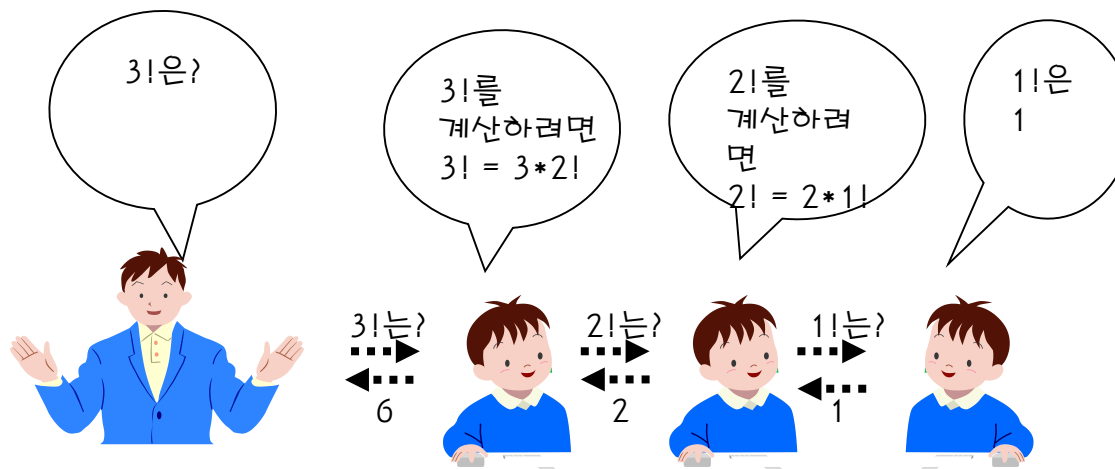 3!은?
3!를
계산하려면
3! = 3*2!
2!를
계산하려
면
2! = 2*1!
1!은
1
3!는?
6
2!는?
2
1!는?
1